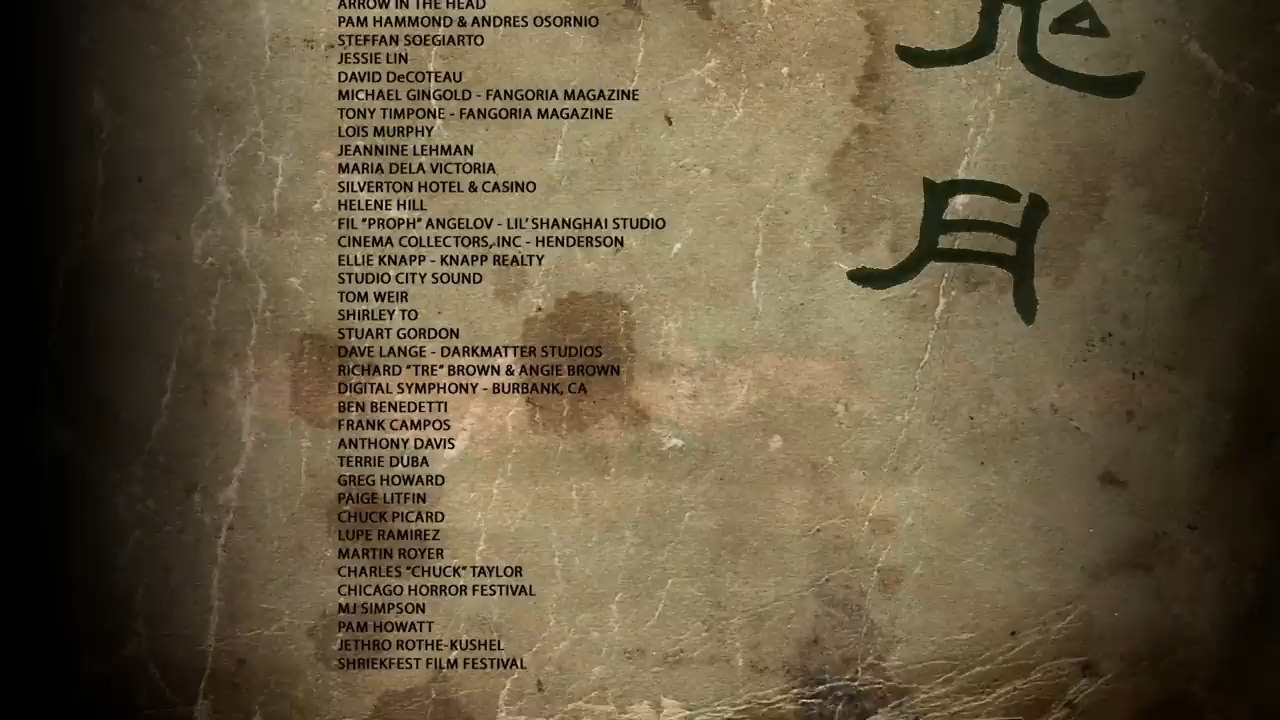 ARROW IN THE HEAD
PAM HAMMOND & ANDRES OSORNIO
STEFFAN SOEGIARTO
JESSIE LIN
DAVID DeCOTEAU
MICHAEL GINGOLD - FANGORIA MAGAZINE
TONY TIMPONE - FANGORIA MAGAZINE
LOIS MURPHY
JEANNINE LEHMAN
MARIA DELA VICTORIA
SILVERTON HOTEL & CASINO
HELENE HILL
FIL "PROPH" ANGELOV - LIL' SHANGHAI STUDIO
CINEMA COLLECTORS, INC - HENDERSON
ELLIE KNAPP - KNAPP REALTY
STUDIO CITY SOUND
TOM WEIR
SHIRLEY TO
STUART GORDON
DAVE LANGE - DARKMATTER STUDIOS
RICHARD "TRE" BROWN & ANGIE BROWN
DIGITAL SYMPHONY - BURBANK, CA
BEN BENEDETTI
FRANK CAMPOS
ANTHONY DAVIS
TERRIE DUBA
GREG HOWARD
PAIGE LITFIN
CHUCK PICARD
LUPE RAMIREZ
MARTIN ROYER
CHARLES "CHUCK" TAYLOR
CHICAGO HORROR FESTIVAL
MJ SIMPSON
PAM HOWATT
JETHRO ROTHE-KUSHEL
SHRIEKFEST FILM FESTIVAL
月